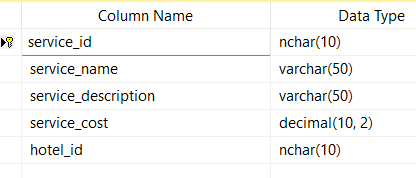 Column Name Data Type
service_id nchar(10)
service_name varchar(50)
service_description varchar(50)
service_cost decimal(10, 2)
hotel_id nchar(10)